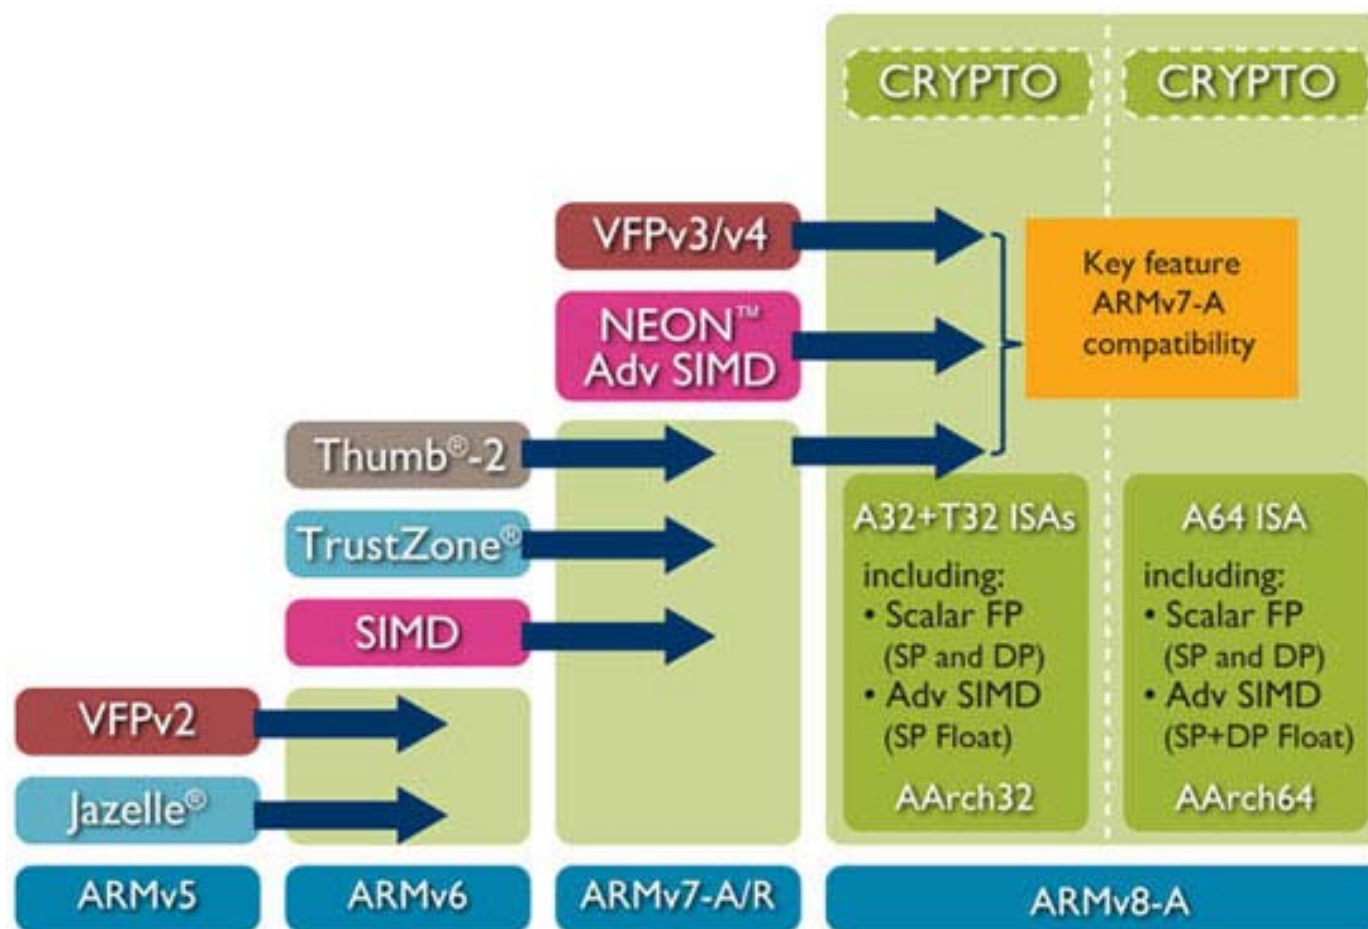 CRYPTO
CRYPTO
VFPv3/v4
Key feature
ARMv7-A
compatibility
NEON™
Adv SIMD
Thumb®-2
TrustZone®
SIMD
A32+T32 ISAs
including:
• Scalar FP
(SP and DP)
• Adv SIMD
(SP Float)
AArch32
A64 ISA
including:
• Scalar FP
(SP and DP)
• Adv SIMD
(SP+DP Float)
AArch64
VFPv2
Jazelle®
ARMv5
ARMv6
ARMv7-A/R
ARMv8-A